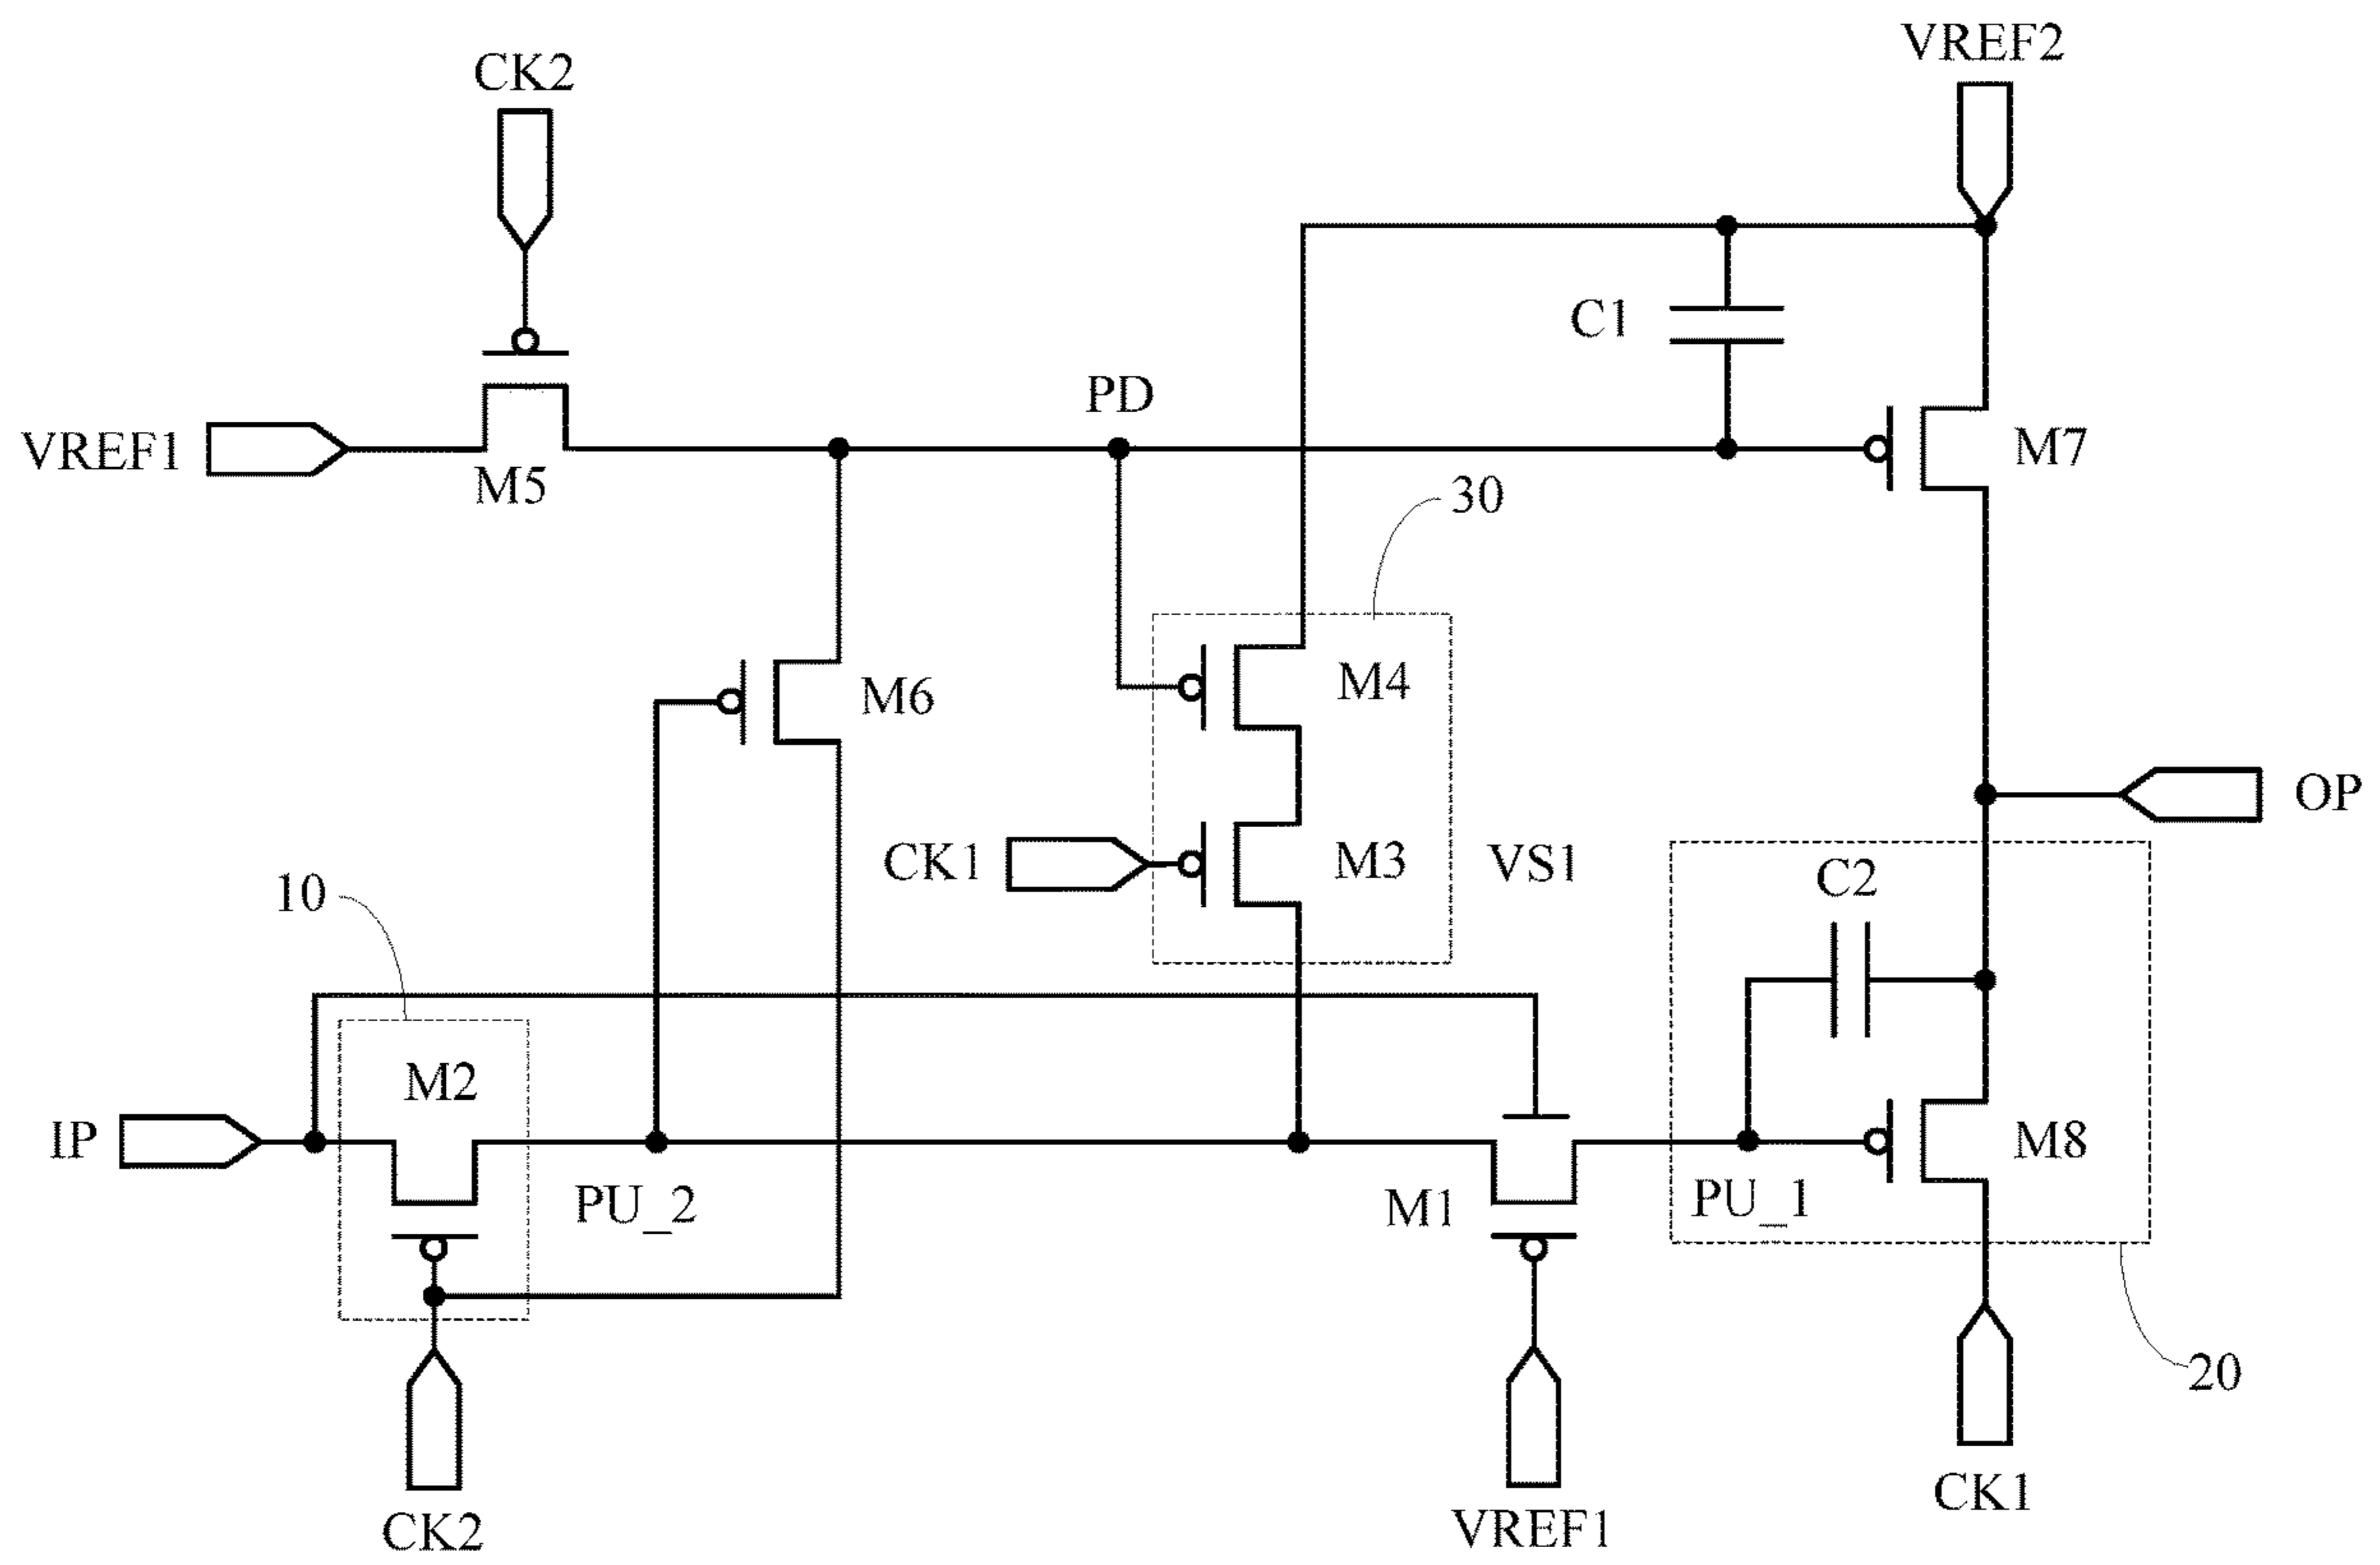 VREF2
CK2
C1
PD
VREF1
M5
M7
30
M6
M4
OP
CK1
M3
VS1
C2
10
M2
IP
M8
PU_2
M1
PU_1
20
CK2
VREF1
CK1